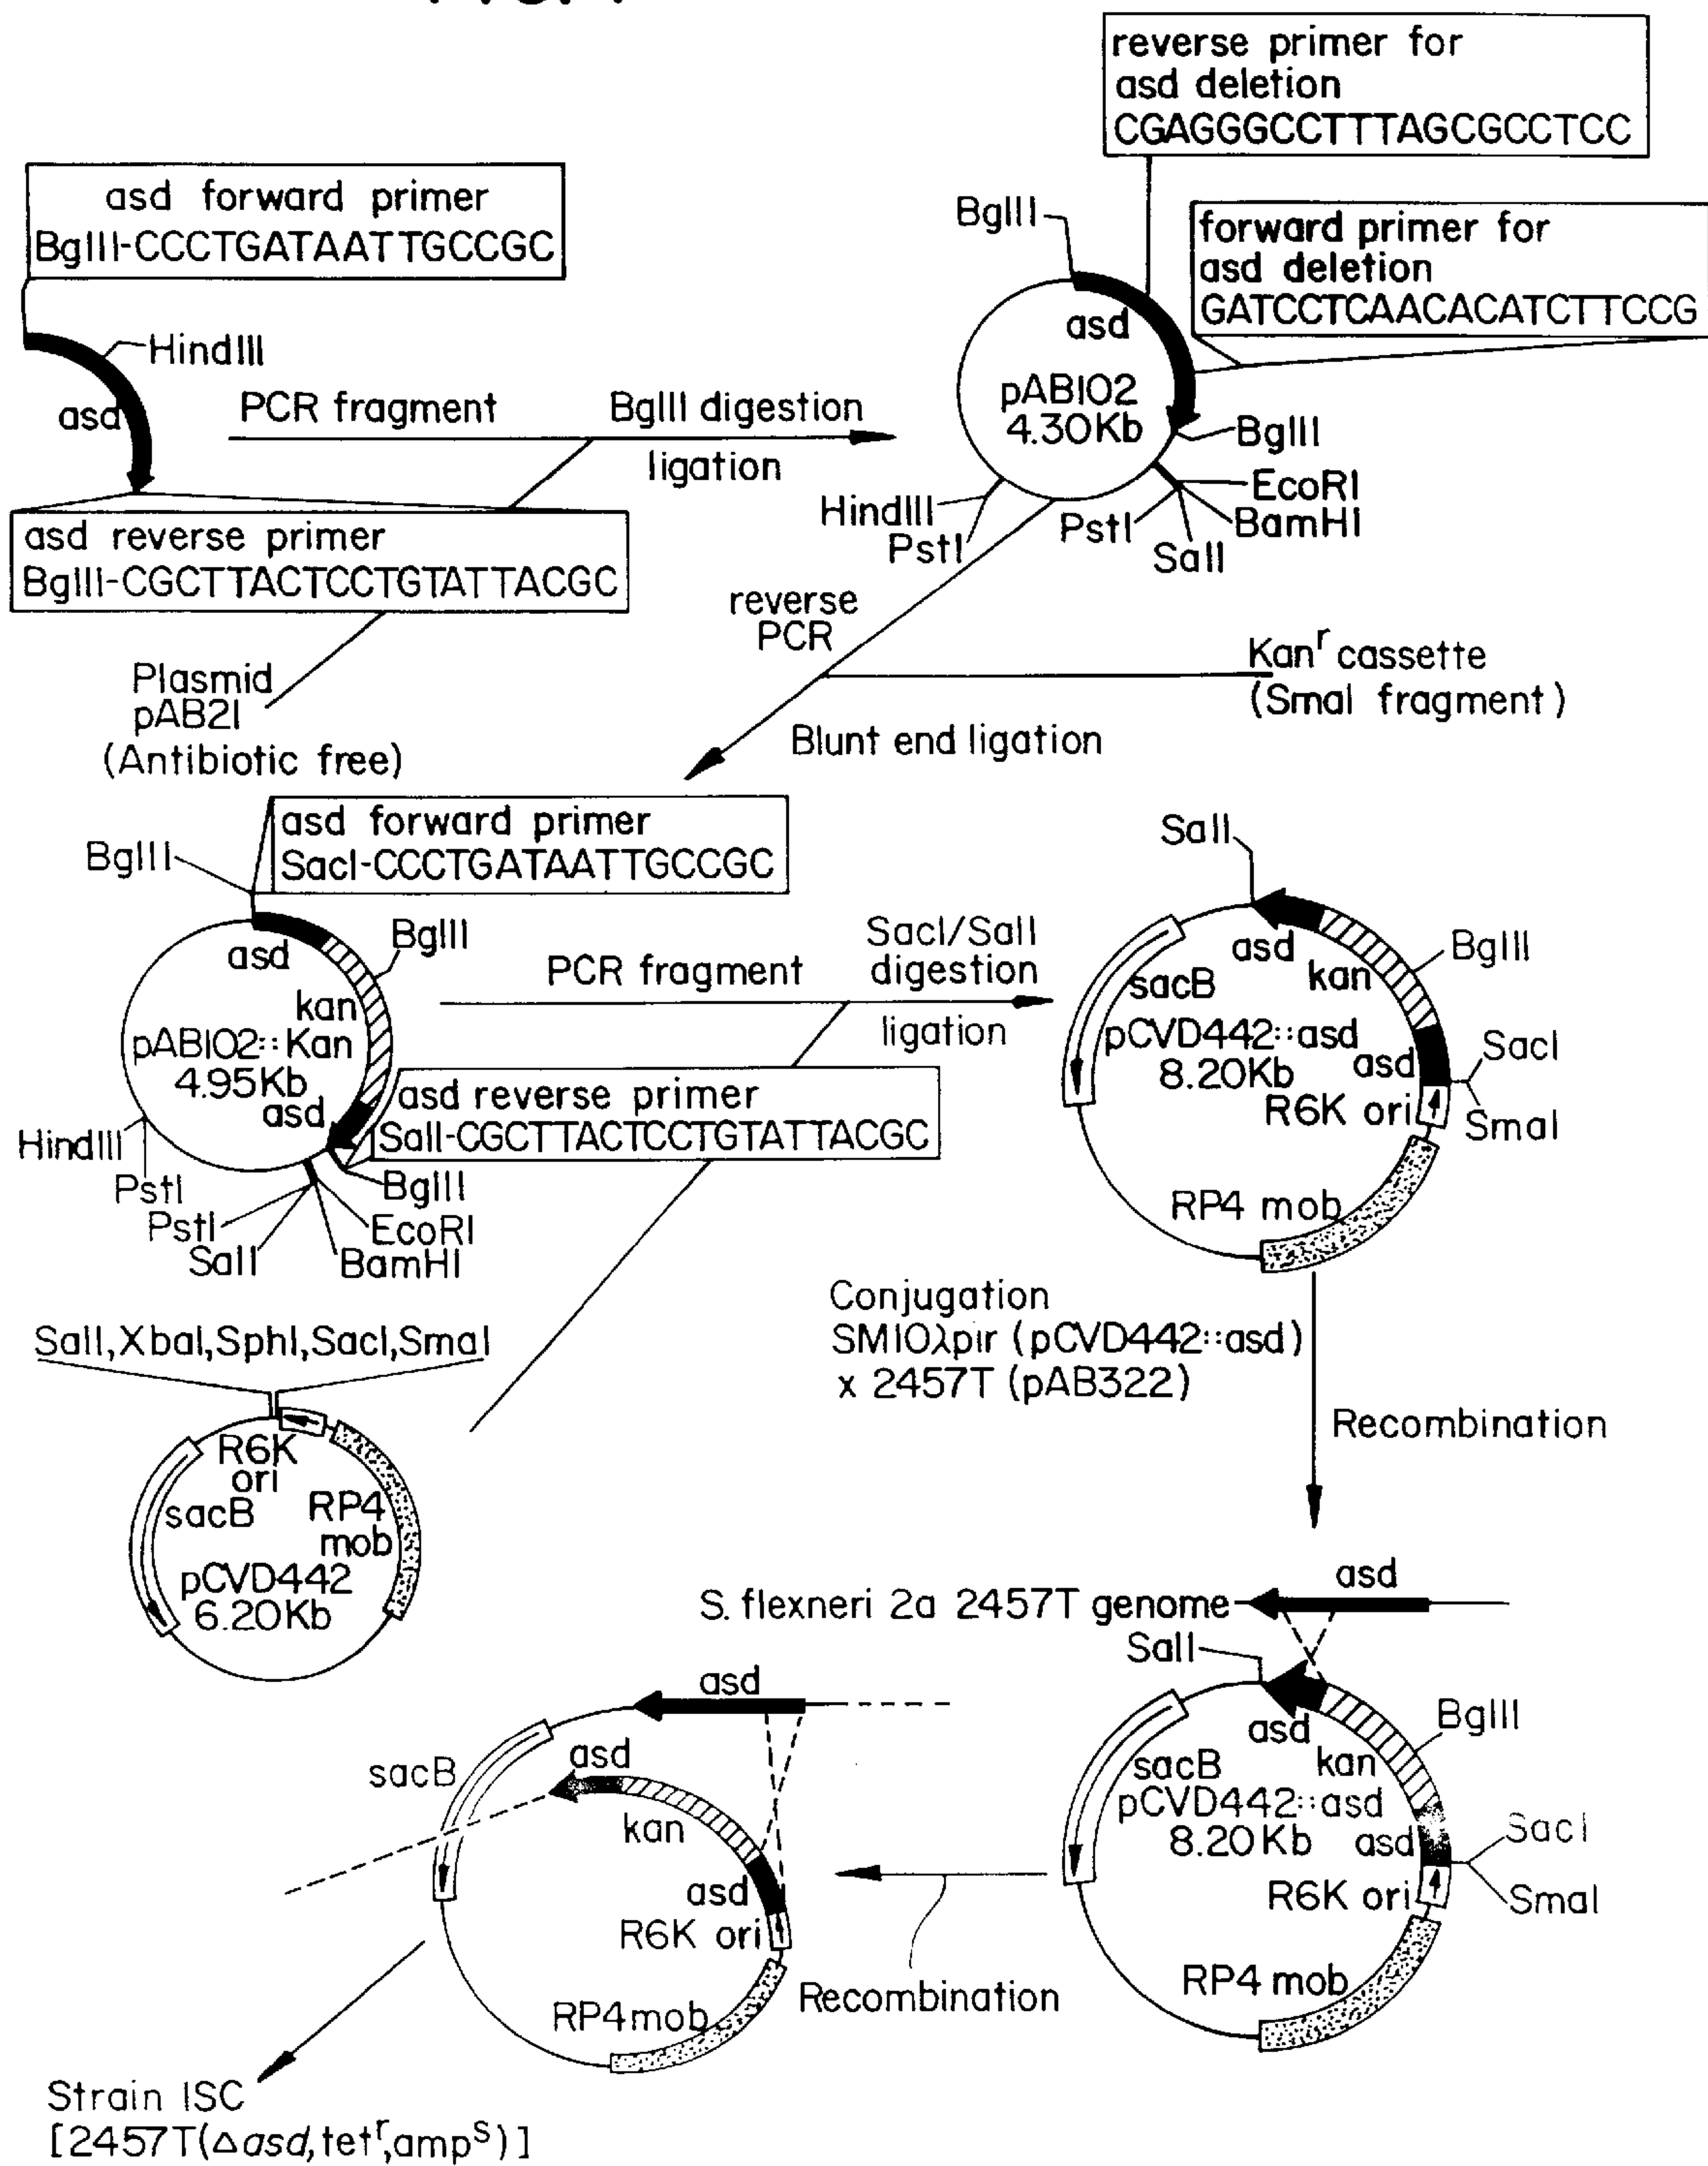 reverse primer for
asd deletion
CGAGGGCCTTTAGCGCCTCC
asd forward primer
BglII-CCCTGATAATTGCCGC
BglII
forward primer for
asd deletion
GATCCTCAACACATCTTCCG
HindIII
asd
PCR fragment
BglII digestion
ligation
asd
pAB102
4.30Kb
BglII
EcoRI
BamHI
SalI
PstI
HindIII
PstI
asd reverse primer
BglII-CGCTTACTCCTGTATTACGC
reverse
PCR
Kanʳ cassette
(SmaI fragment)
Plasmid
pAB21
(Antibiotic free)
Blunt end ligation
asd forward primer
SacI-CCCTGATAATTGCCGC
BglII
BglII
asd
kan
pAB102::Kan
4.95Kb
asd
HindIII
PstI
PstI
SalI
BglII
EcoRI
BamHI
PCR fragment
SacI/SalI
digestion
ligation
asd reverse primer
SalI-CGCTTACTCCTGTATTACGC
SalI
asd
kan
BglII
sacB
pCVD442::asd
8.20Kb
asd
SacI
SmaI
R6K ori
RP4 mob
SalI,XbaI,SphI,SacI,SmaI
R6K
ori
sacB
RP4
mob
pCVD442
6.20Kb
Conjugation
SM10λpir (pCVD442::asd)
x 2457T (pAB322)
Recombination
asd
S. flexneri 2a 2457T genome
SalI
asd
kan
BglII
sacB
pCVD442::asd
8.20Kb
asd
SacI
SmaI
R6K ori
RP4 mob
Recombination
asd
sacB
asd
kan
asd
R6K ori
RP4 mob
Strain ISC
[2457T(Δasd,tetʳ,ampˢ)]